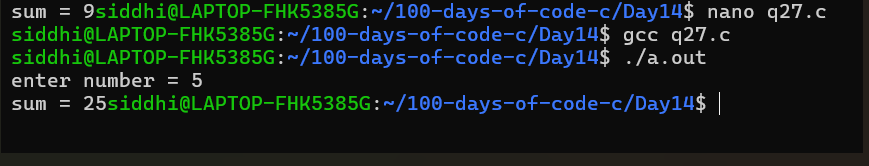 sum = 9siddhi@LAPTOP-FHK5385G:~/100-days-of-code-c/Day14$ nano q27.c
siddhi@LAPTOP-FHK5385G:~/100-days-of-code-c/Day14$ gcc q27.c
siddhi@LAPTOP-FHK5385G:~/100-days-of-code-c/Day14$ ./a.out
enter number = 5
sum = 25siddhi@LAPTOP-FHK5385G:~/100-days-of-code-c/Day14$